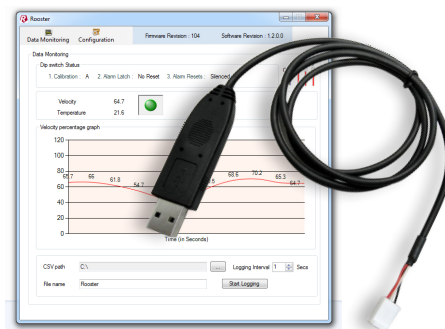 Rooster
Data Monitoring Configuration Firmware Revision : 104 Software Revision : 1.2.0.0
Data Monitoring
Dip switch Status
1. Calibration : A 2. Alarm Latch : No Reset 3. Alarm Resets : Silenced
Velocity 64.7
Temperature 21.6
Velocity percentage graph
120
100
80
65.7 66 61.8 54.7 68.6 70.2 65.3 64.7
60
40
20
0
Time (in Seconds)
CSV path C:\ ... Logging Interval 1 Secs
File name Rooster Start Logging